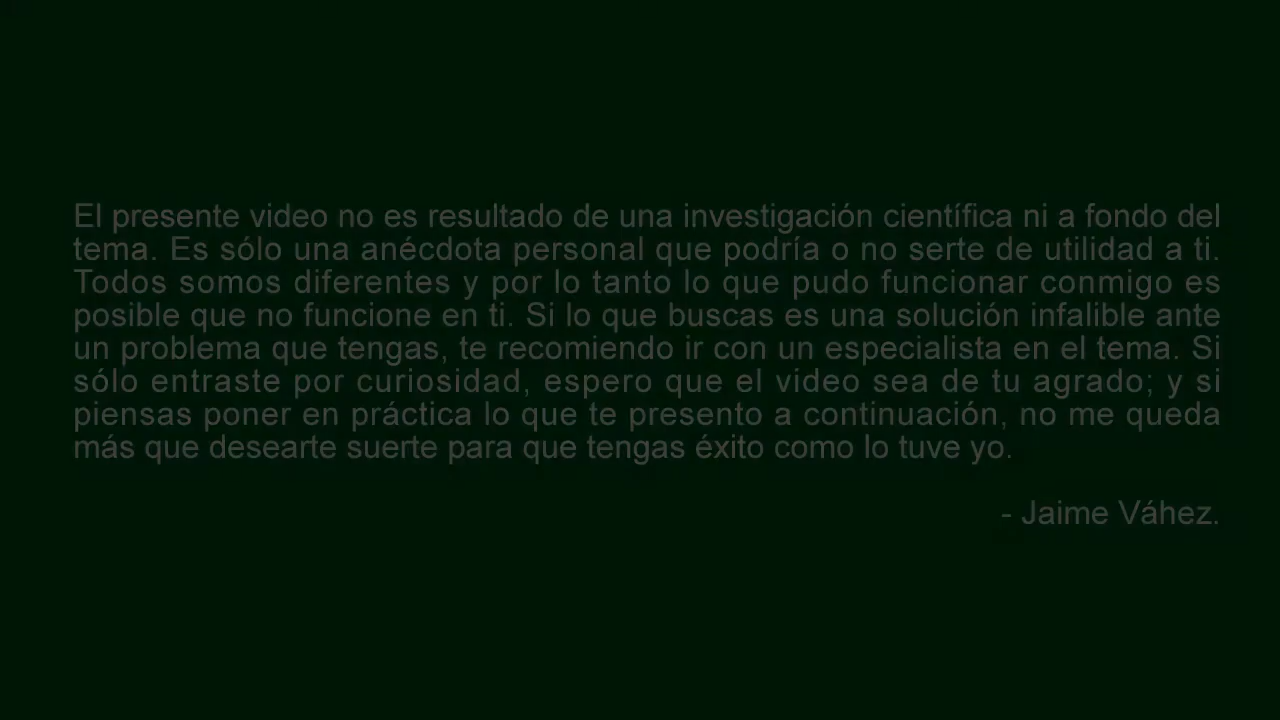 El presente video no es resultado de una investigación científica ni a fondo del
tema. Es sólo una anécdota personal que podría o no serte de utilidad a ti.
Todos somos diferentes y por lo tanto lo que pudo funcionar conmigo es
posible que no funcione en ti. Si lo que buscas es una solución infalible ante
un problema que tengas, te recomiendo ir con un especialista en el tema. Si
sólo entraste por curiosidad, espero que el video sea de tu agrado; y si
piensas poner en práctica lo que te presento a continuación, no me queda
más que desearte suerte para que tengas éxito como lo tuve yo.
- Jaime Váhez.